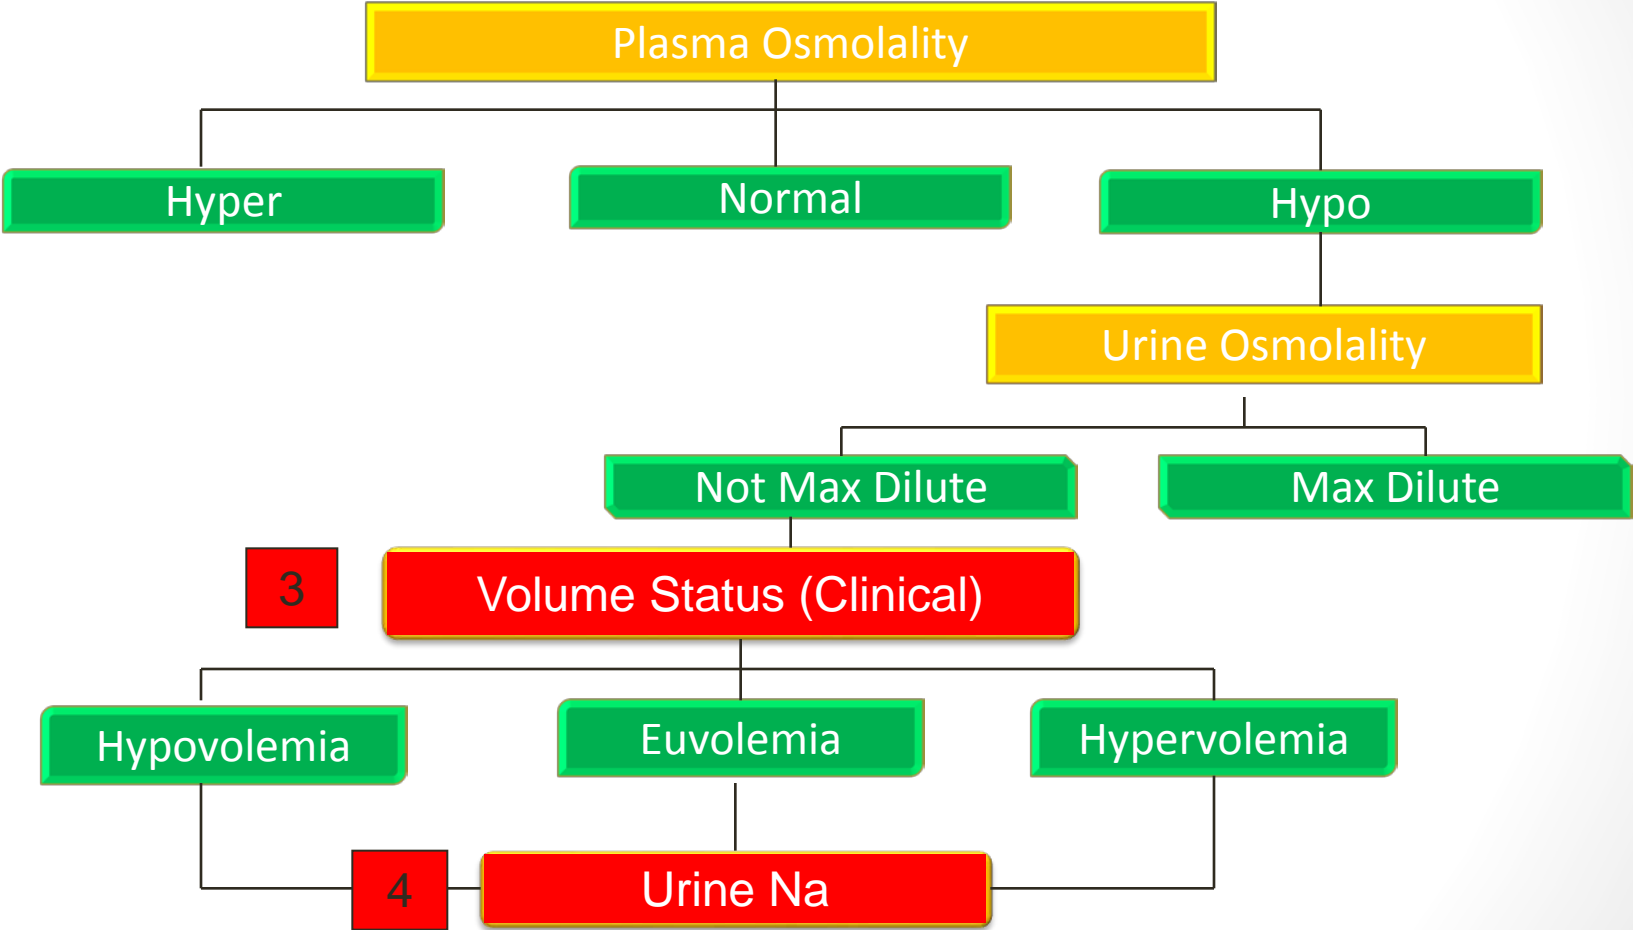 Plasma Osmolality
Hyper
Normal
Hypo
Urine Osmolality
Not Max Dilute
Max Dilute
3
Volume Status (Clinical)
Hypovolemia
Euvolemia
Hypervolemia
4
Urine Na